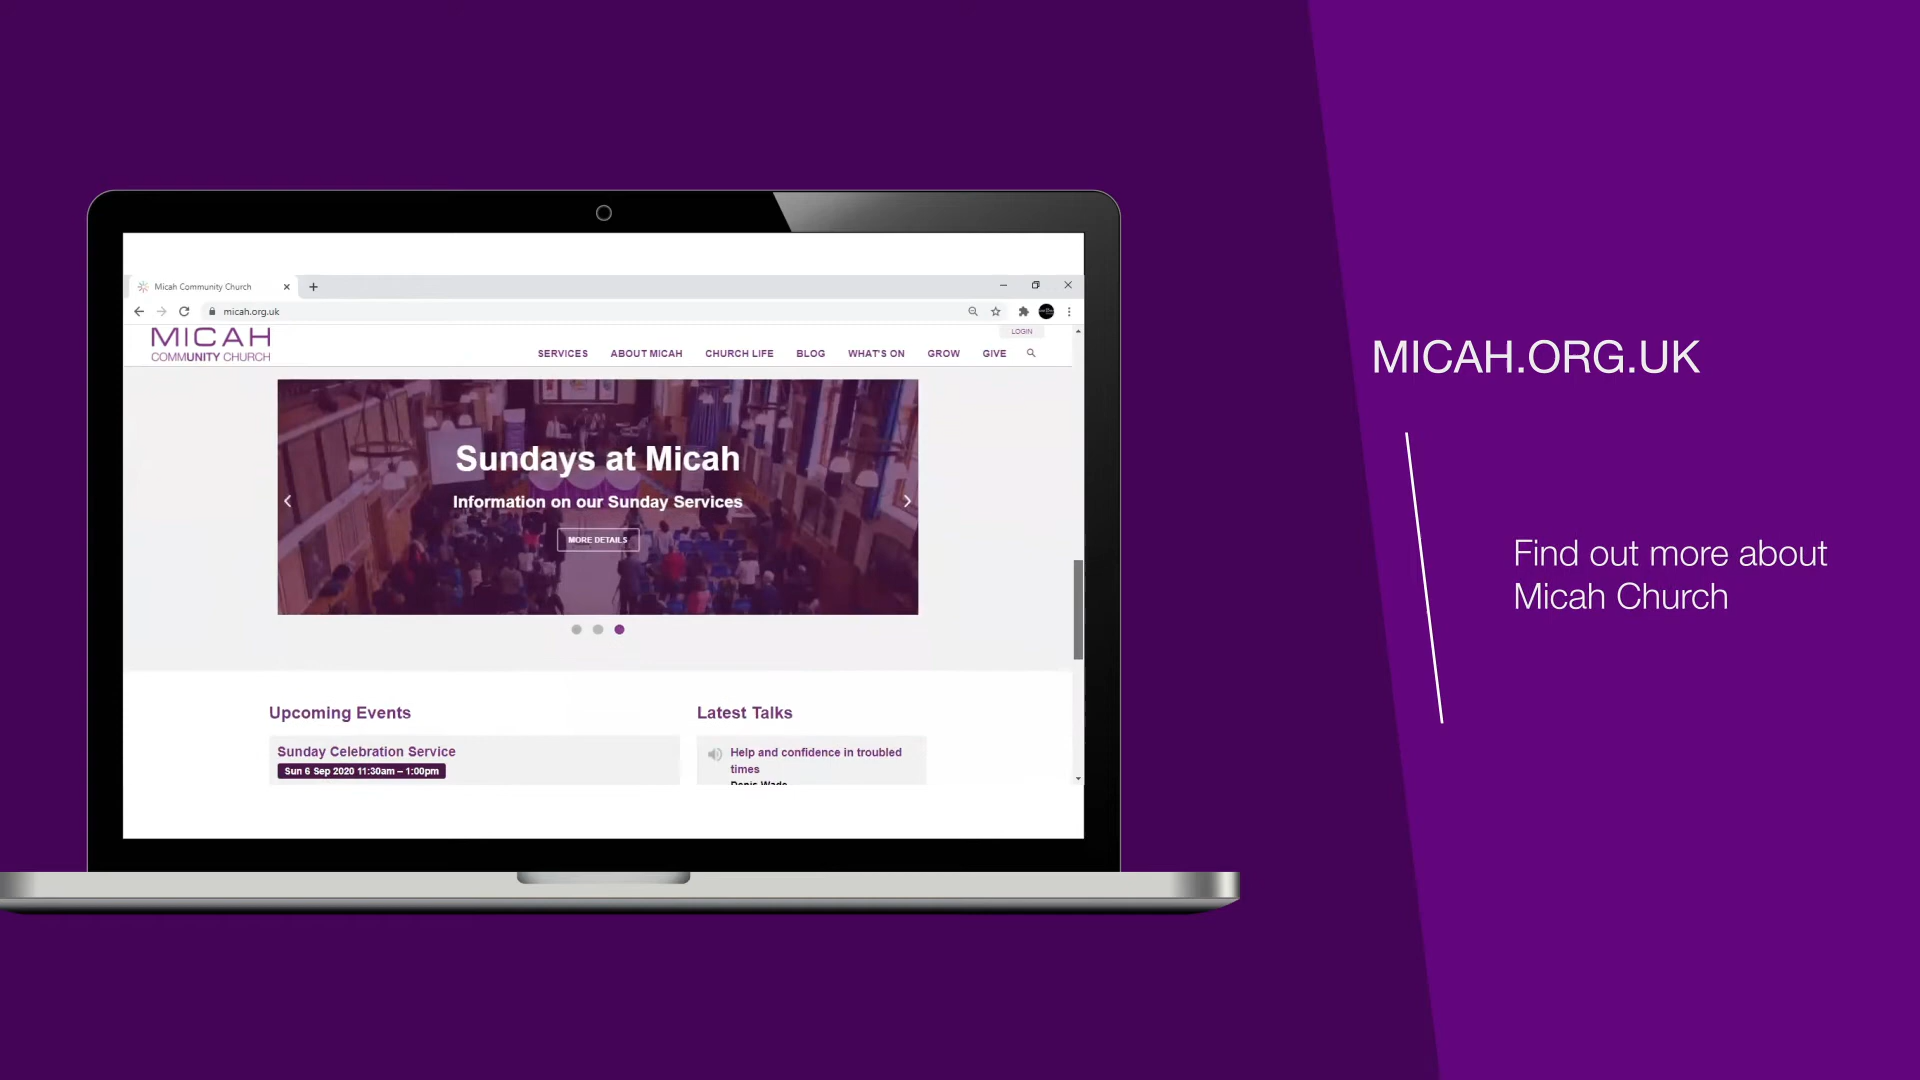 Micah Community Church
micah.org.uk
MICAH
COMMUNITY CHURCH
LOGIN
SERVICES ABOUT MICAH CHURCH LIFE BLOG WHAT'S ON GROW GIVE
Sundays at Micah
Information on our Sunday Services
MORE DETAILS
Upcoming Events
Sunday Celebration Service
Sun 6 Sep 2020 11:30am – 1:00pm
Latest Talks
Help and confidence in troubled
times
Denis Wade
MICAH.ORG.UK
Find out more about
Micah Church